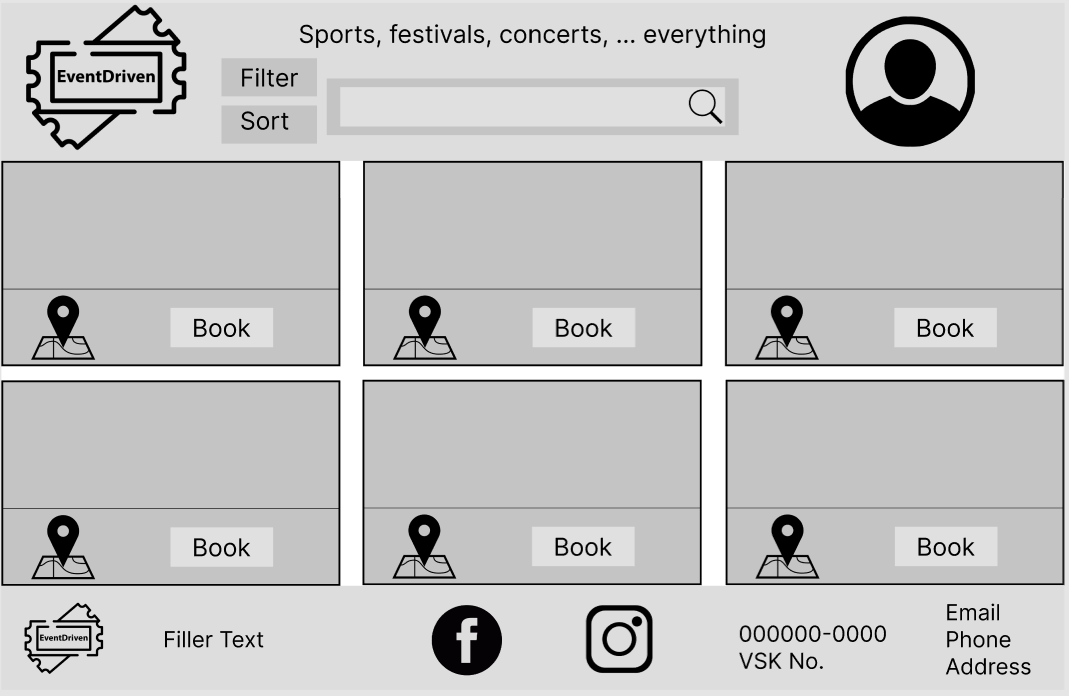 Sports, festivals, concerts, ... everything
EventDriven
Filter
Sort
Book
Book
Book
Book
Book
Book
EventDriven
Filler Text
f
000000-0000
VSK No.
Email
Phone
Address